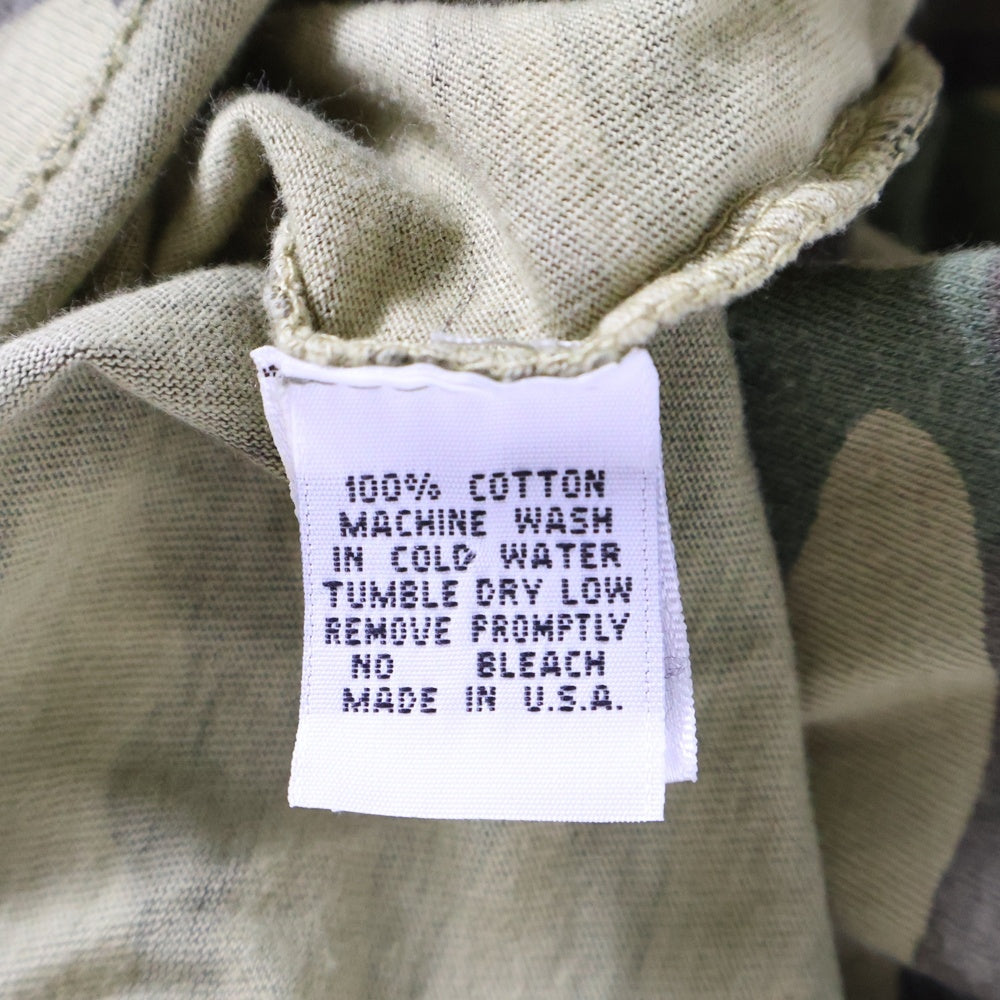 100% COTTON
MACHINE WASH
IN COLD WATER
TUMBLE DRY LOW
REMOVE PROMPTLY
NO BLEACH
MADE IN U.S.A.